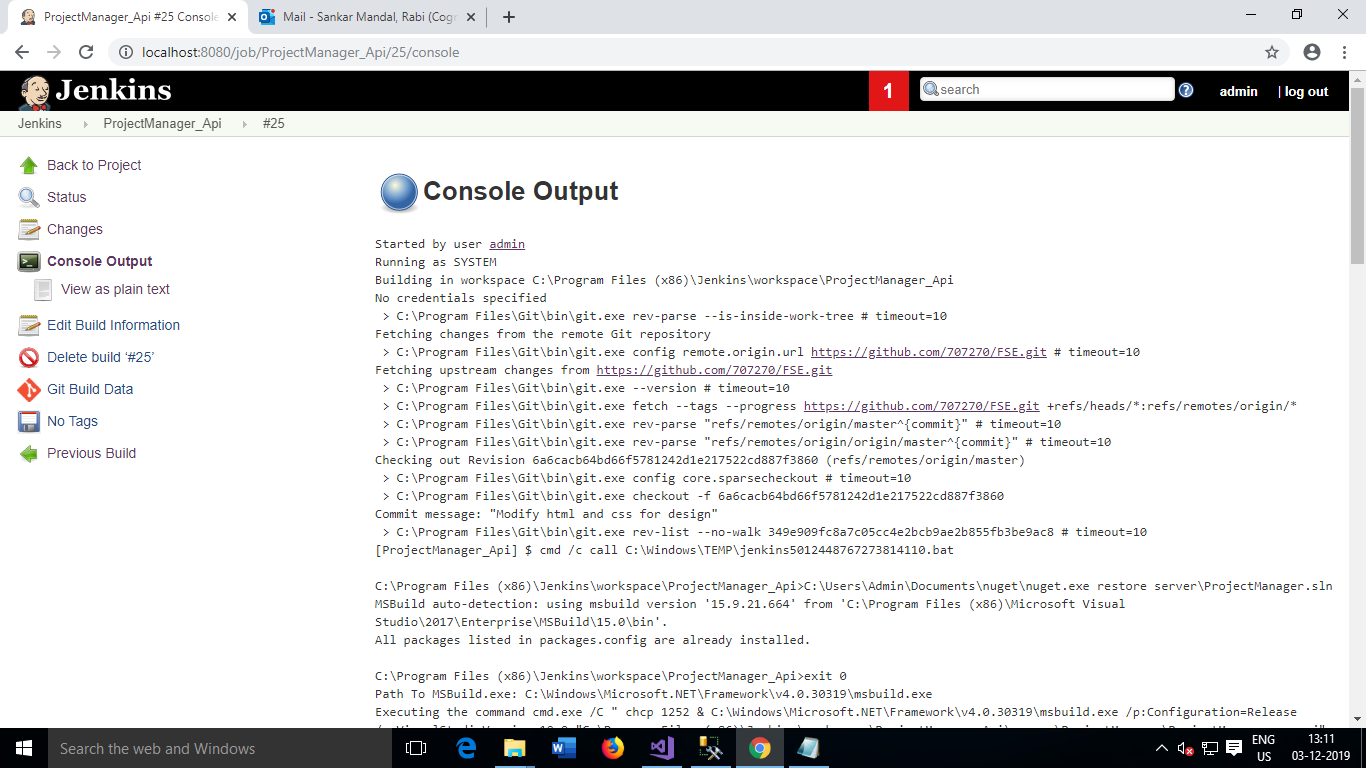 ProjectManager_Api #25 Console
Mail - Sankar Mandal, Rabi (Cogn
localhost:8080/job/ProjectManager_Api/25/console
Jenkins
1
search
admin
| log out
Jenkins
ProjectManager_Api
#25
Back to Project
Status
Changes
Console Output
View as plain text
Edit Build Information
Delete build ‘#25’
Git Build Data
No Tags
Previous Build
Console Output
Started by user admin
Running as SYSTEM
Building in workspace C:\Program Files (x86)\Jenkins\workspace\ProjectManager_Api
No credentials specified
> C:\Program Files\Git\bin\git.exe rev-parse --is-inside-work-tree # timeout=10
Fetching changes from the remote Git repository
> C:\Program Files\Git\bin\git.exe config remote.origin.url https://github.com/707270/FSE.git # timeout=10
Fetching upstream changes from https://github.com/707270/FSE.git
> C:\Program Files\Git\bin\git.exe --version # timeout=10
> C:\Program Files\Git\bin\git.exe fetch --tags --progress https://github.com/707270/FSE.git +refs/heads/*:refs/remotes/origin/*
> C:\Program Files\Git\bin\git.exe rev-parse "refs/remotes/origin/master^{commit}" # timeout=10
> C:\Program Files\Git\bin\git.exe rev-parse "refs/remotes/origin/origin/master^{commit}" # timeout=10
Checking out Revision 6a6cacb64bd66f5781242d1e217522cd887f3860 (refs/remotes/origin/master)
> C:\Program Files\Git\bin\git.exe config core.sparsecheckout # timeout=10
> C:\Program Files\Git\bin\git.exe checkout -f 6a6cacb64bd66f5781242d1e217522cd887f3860
Commit message: "Modify html and css for design"
> C:\Program Files\Git\bin\git.exe rev-list --no-walk 349e909fc8a7c05cc4e2bcb9ae2b855fb3be9ac8 # timeout=10
[ProjectManager_Api] $ cmd /c call C:\Windows\TEMP\jenkins5012448767273814110.bat
C:\Program Files (x86)\Jenkins\workspace\ProjectManager_Api>C:\Users\Admin\Documents\nuget\nuget.exe restore server\ProjectManager.sln
MSBuild auto-detection: using msbuild version '15.9.21.664' from 'C:\Program Files (x86)\Microsoft Visual
Studio\2017\Enterprise\MSBuild\15.0\bin'.
All packages listed in packages.config are already installed.
C:\Program Files (x86)\Jenkins\workspace\ProjectManager_Api>exit 0
Path To MSBuild.exe: C:\Windows\Microsoft.NET\Framework\v4.0.30319\msbuild.exe
Executing the command cmd.exe /C " chcp 1252 & C:\Windows\Microsoft.NET\Framework\v4.0.30319\msbuild.exe /p:Configuration=Release
Search the web and Windows
ENG
US
13:11
03-12-2019